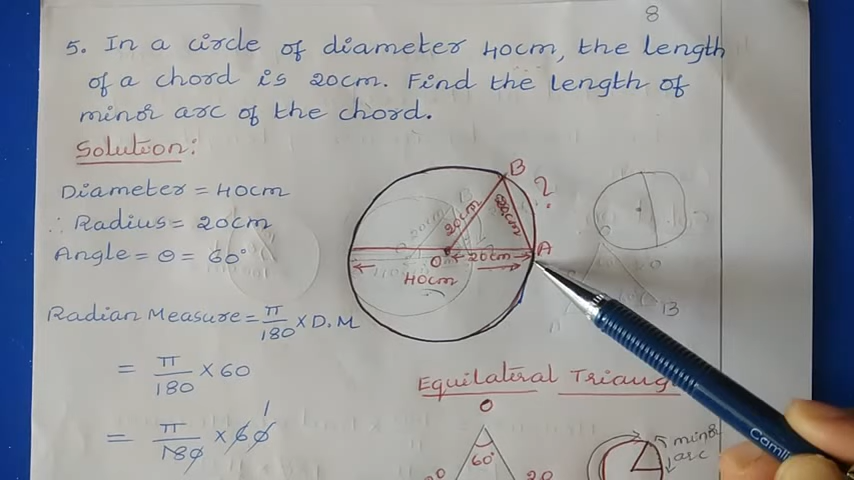 8
5. In a circle of diameter 40cm, the length
of a chord is 20cm. Find the length of
minor arc of the chord.
Solution:
Diameter = 40cm
∴ Radius = 20cm
Angle = θ = 60°
Radian Measure = π/180 × D.M
= π/180 × 60
= π/180 × 60 1
B
?
20cm
20cm
O
20cm
A
40cm
Equilateral Triang
O
60°
20
minor
arc
Camli